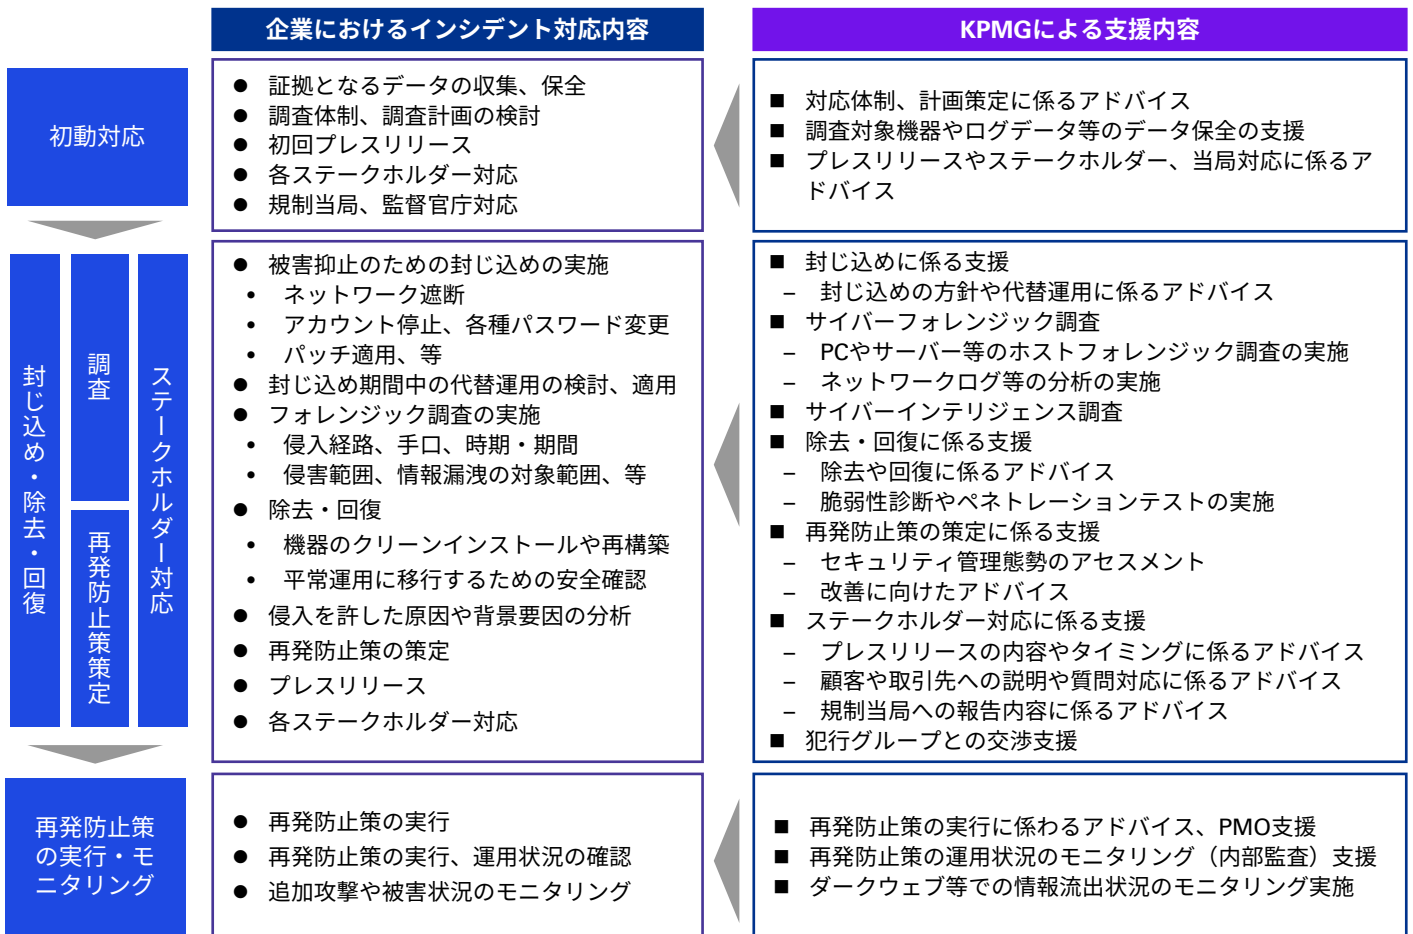 企業におけるインシデント対応内容
KPMGによる支援内容
初動対応
● 証拠となるデータの収集、保全
● 調査体制、調査計画の検討
● 初回プレスリリース
● 各ステークホルダー対応
● 規制当局、監督官庁対応
■ 対応体制、計画策定に係るアドバイス
■ 調査対象機器やログデータ等のデータ保全の支援
■ プレスリリースやステークホルダー、当局対応に係るア
ドバイス
封じ込め・除去・回復
調査
再発防止策策定
ステークホルダー対応
● 被害抑止のための封じ込めの実施
• ネットワーク遮断
• アカウント停止、各種パスワード変更
• パッチ適用、等
● 封じ込め期間中の代替運用の検討、適用
● フォレンジック調査の実施
• 侵入経路、手口、時期・期間
• 侵害範囲、情報漏洩の対象範囲、等
● 除去・回復
• 機器のクリーンインストールや再構築
• 平常運用に移行するための安全確認
● 侵入を許した原因や背景要因の分析
● 再発防止策の策定
● プレスリリース
● 各ステークホルダー対応
■ 封じ込めに係る支援
– 封じ込めの方針や代替運用に係るアドバイス
■ サイバーフォレンジック調査
– PCやサーバー等のホストフォレンジック調査の実施
– ネットワークログ等の分析の実施
■ サイバーインテリジェンス調査
■ 除去・回復に係る支援
– 除去や回復に係るアドバイス
– 脆弱性診断やペネトレーションテストの実施
■ 再発防止策の策定に係る支援
– セキュリティ管理態勢のアセスメント
– 改善に向けたアドバイス
■ ステークホルダー対応に係る支援
– プレスリリースの内容やタイミングに係るアドバイス
– 顧客や取引先への説明や質問対応に係るアドバイス
– 規制当局への報告内容に係るアドバイス
■ 犯行グループとの交渉支援
再発防止策
の実行・モ
ニタリング
● 再発防止策の実行
● 再発防止策の実行、運用状況の確認
● 追加攻撃や被害状況のモニタリング
■ 再発防止策の実行に係わるアドバイス、PMO支援
■ 再発防止策の運用状況のモニタリング（内部監査）支援
■ ダークウェブ等での情報流出状況のモニタリング実施